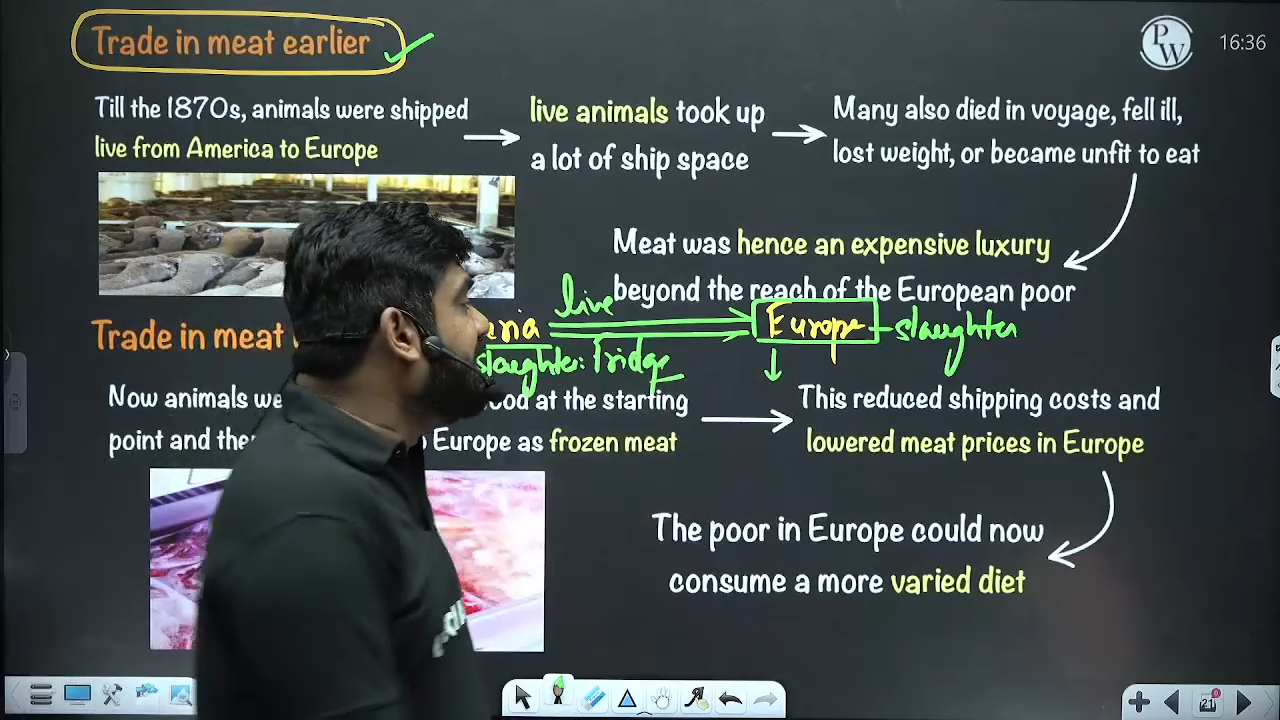 Trade in meat earlier
PW
16:36
Till the 1870s, animals were shipped
live from America to Europe
live animals took up
a lot of ship space
Many also died in voyage, fell ill,
lost weight, or became unfit to eat
Meat was hence an expensive luxury
beyond the reach of the European poor
live
Europe
slaughter
slaughter: fridge
Trade in meat
Now animals
food at the starting
point and
Europe as frozen meat
This reduced shipping costs and
lowered meat prices in Europe
The poor in Europe could now
consume a more varied diet
21